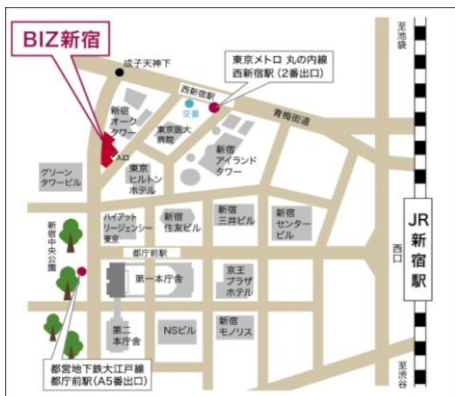 BIZ新宿
成子天神下
東京メトロ 丸の内線
西新宿駅(2番出口)
至池袋
西新宿駅
交番
青梅街道
新宿
オーク
タワー
東京医大
病院
新宿
アイランド
タワー
入口
グリーン
タワービル
東京
ヒルトン
ホテル
新宿中央公園
ハイアット
リージェンシー
東京
新宿
住友ビル
新宿
三井ビル
新宿
センター
ビル
JR新宿駅
西口
都庁前駅
第一本庁舎
京王
プラザ
ホテル
第二
本庁舎
NSビル
新宿
モノリス
都営地下鉄大江戸線
都庁前駅(A5番出口)
至渋谷